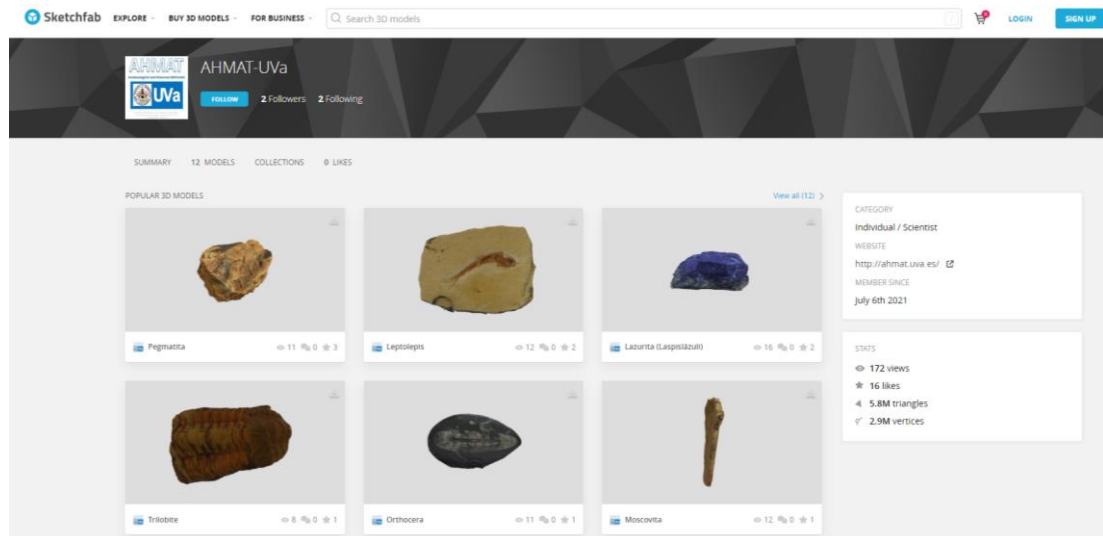 Sketchfab EXPLORE BUY 3D MODELS FOR BUSINESS Search 3D models / LOGIN SIGN UP
AHMAT
UVa
AHMAT-UVa
FOLLOW 2 Followers 2 Following
SUMMARY 12 MODELS COLLECTIONS 0 LIKES
POPULAR 3D MODELS View all (12)
Pegmatita 11 0 3
Leptolepis 12 0 2
Lazurita (Laspislázuli) 16 0 2
Trilobite 8 0 1
Orthocera 11 0 1
Moscovita 12 0 1
CATEGORY
Individual / Scientist
WEBSITE
http://ahmat.uva.es/
MEMBER SINCE
July 6th 2021
STATS
172 views
16 likes
5.8M triangles
2.9M vertices